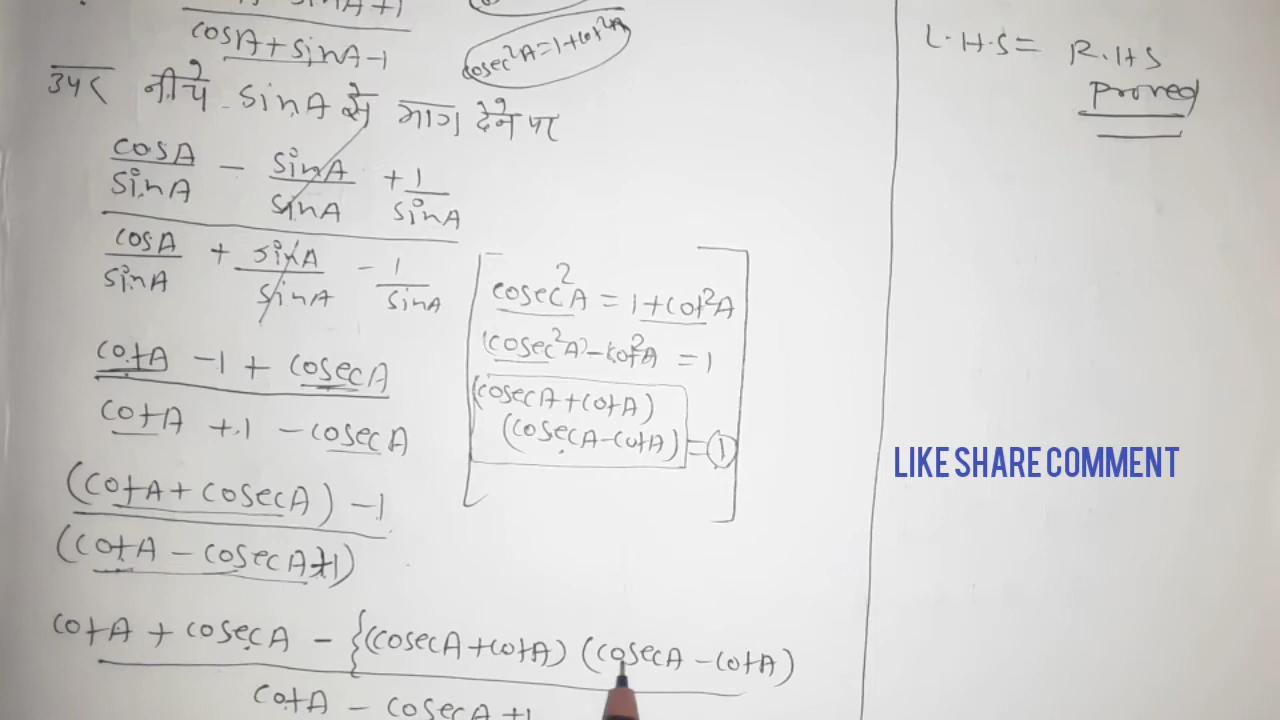 sinA+1
cosA + sinA - 1
cosec²A = 1 + cot²A
ऊपर नीचे sinA से भाग देने पर
cosA/sinA - sinA/sinA + 1/sinA
cosA/sinA + sinA/sinA - 1/sinA
cotA - 1 + cosecA
cotA + 1 - cosecA
(cotA + cosecA) - 1
(cotA - cosecA + 1)
cotA + cosecA - {(cosecA + cotA) (cosecA - cotA)
cotA - cosecA + 1
cosec²A = 1 + cot²A
(cosec²A) - cot²A = 1
(cosecA + cotA)
(cosecA - cotA) = 1
L.H.S = R.H.S
proved
LIKE SHARE COMMENT